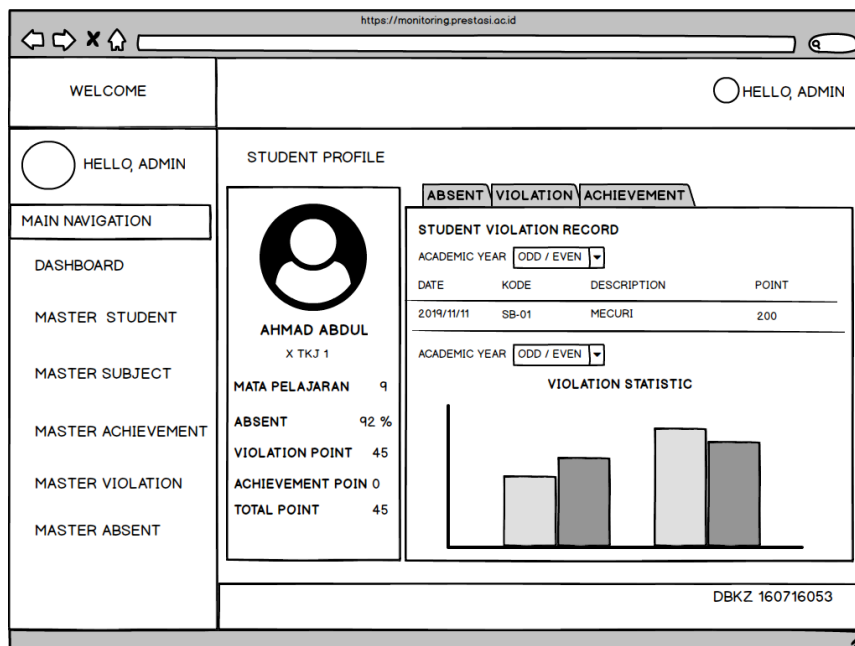 https://monitoring.prestasi.ac.id
WELCOME
HELLO, ADMIN
HELLO, ADMIN
MAIN NAVIGATION
DASHBOARD
MASTER STUDENT
MASTER SUBJECT
MASTER ACHIEVEMENT
MASTER VIOLATION
MASTER ABSENT
STUDENT PROFILE
AHMAD ABDUL
X TKJ 1
MATA PELAJARAN 9
ABSENT 92 %
VIOLATION POINT 45
ACHIEVEMENT POIN 0
TOTAL POINT 45
ABSENT VIOLATION ACHIEVEMENT
STUDENT VIOLATION RECORD
ACADEMIC YEAR ODD / EVEN
DATE KODE DESCRIPTION POINT
2019/11/11 SB-01 MECURI 200
ACADEMIC YEAR ODD / EVEN
VIOLATION STATISTIC
DBKZ 160716053